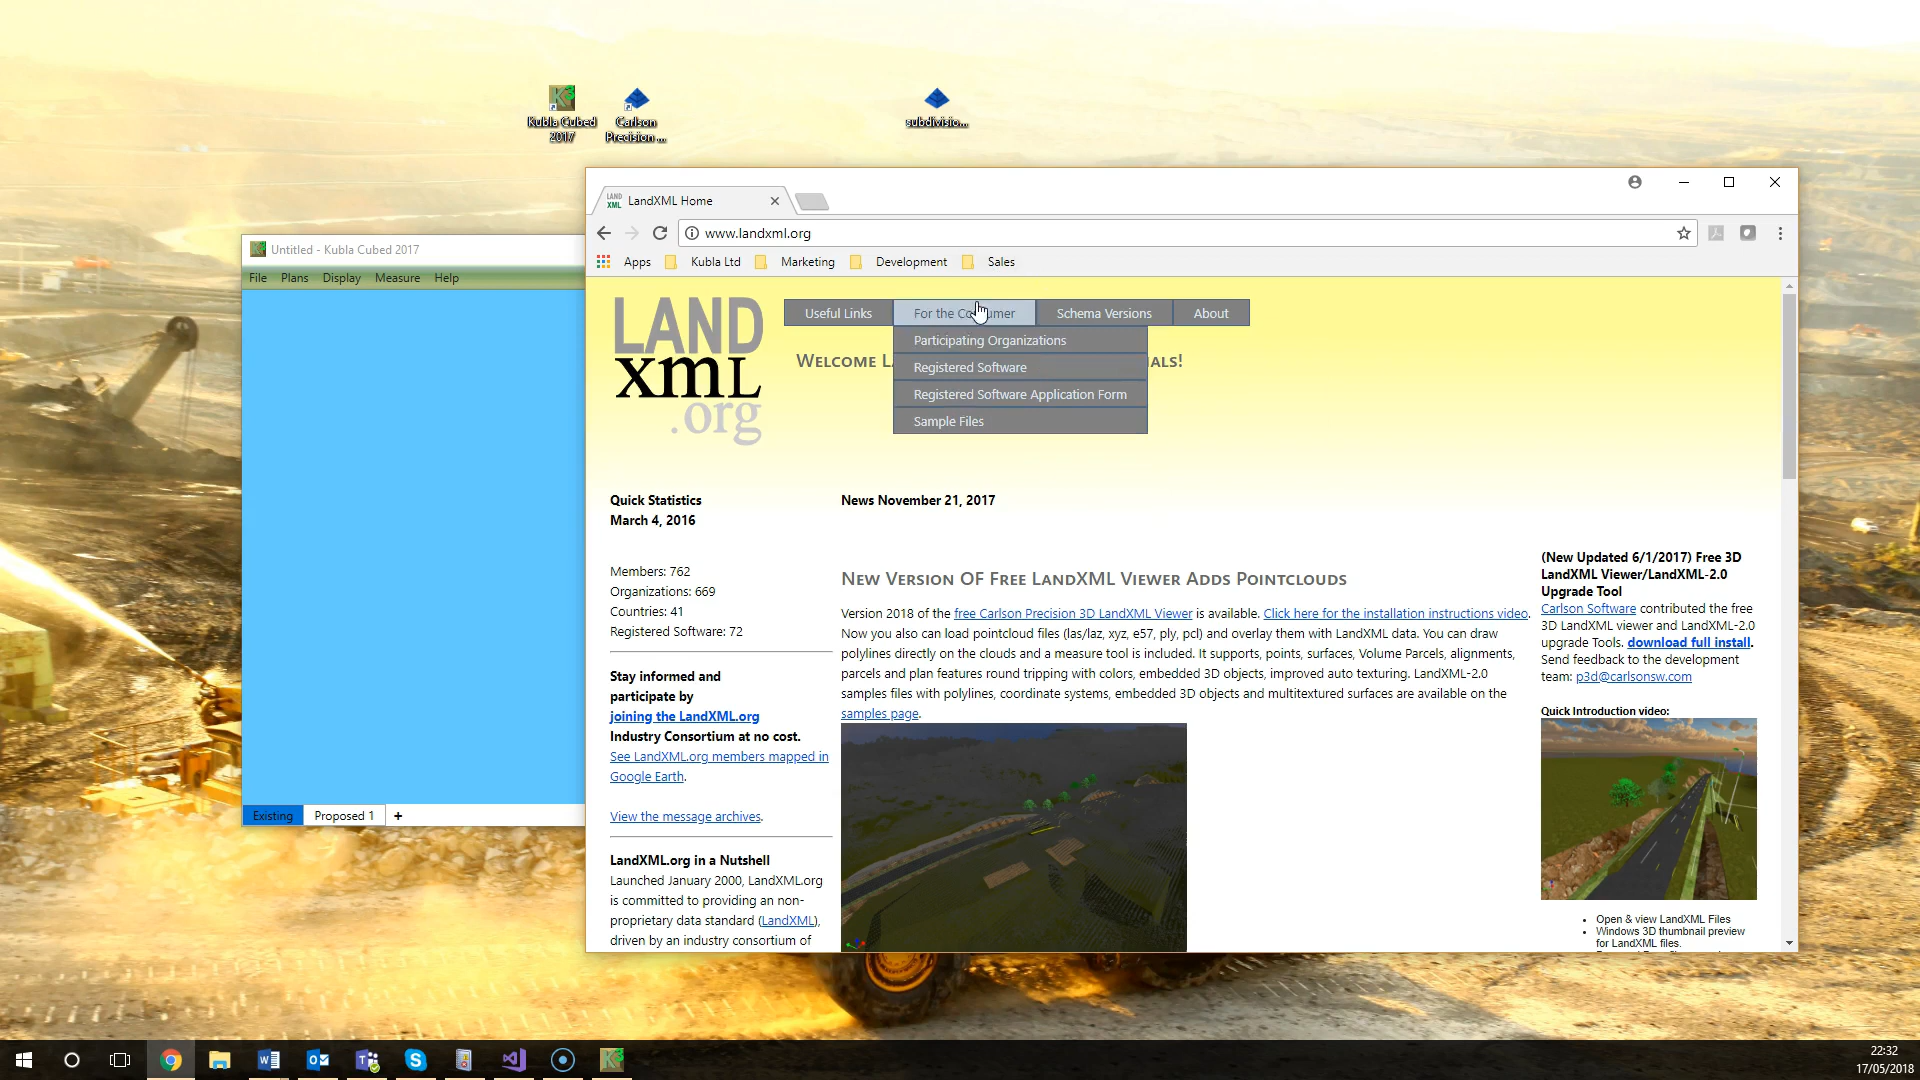 Kubla Cubed
2017
Carlson
Precision ...
subdivisio...
LandXML Home
www.landxml.org
Apps
Kubla Ltd
Marketing
Development
Sales
Untitled - Kubla Cubed 2017
File
Plans
Display
Measure
Help
Existing
Proposed 1
+
LAND
xmL
.org
Useful Links
Schema Versions
About
Participating Organizations
Registered Software
Registered Software Application Form
Sample Files
Quick Statistics
March 4, 2016
Members: 762
Organizations: 669
Countries: 41
Registered Software: 72
Stay informed and
participate by
joining the LandXML.org
Industry Consortium at no cost.
See LandXML.org members mapped in
Google Earth.
View the message archives.
LandXML.org in a Nutshell
Launched January 2000, LandXML.org
is committed to providing an non-
proprietary data standard (LandXML),
driven by an industry consortium of
News November 21, 2017
New Version OF Free LandXML Viewer Adds Pointclouds
Version 2018 of the free Carlson Precision 3D LandXML Viewer is available. Click here for the installation instructions video.
Now you also can load pointcloud files (las/laz, xyz, e57, ply, pcl) and overlay them with LandXML data. You can draw
polylines directly on the clouds and a measure tool is included. It supports, points, surfaces, Volume Parcels, alignments,
parcels and plan features round tripping with colors, embedded 3D objects, improved auto texturing. LandXML-2.0
samples files with polylines, coordinate systems, embedded 3D objects and multitextured surfaces are available on the
samples page.
(New Updated 6/1/2017) Free 3D
LandXML Viewer/LandXML-2.0
Upgrade Tool
Carlson Software contributed the free
3D LandXML viewer and LandXML-2.0
upgrade Tools. download full install.
Send feedback to the development
team: p3d@carlsonsw.com
Quick Introduction video:
Open & view LandXML Files
Windows 3D thumbnail preview
for LandXML files.
22:32
17/05/2018